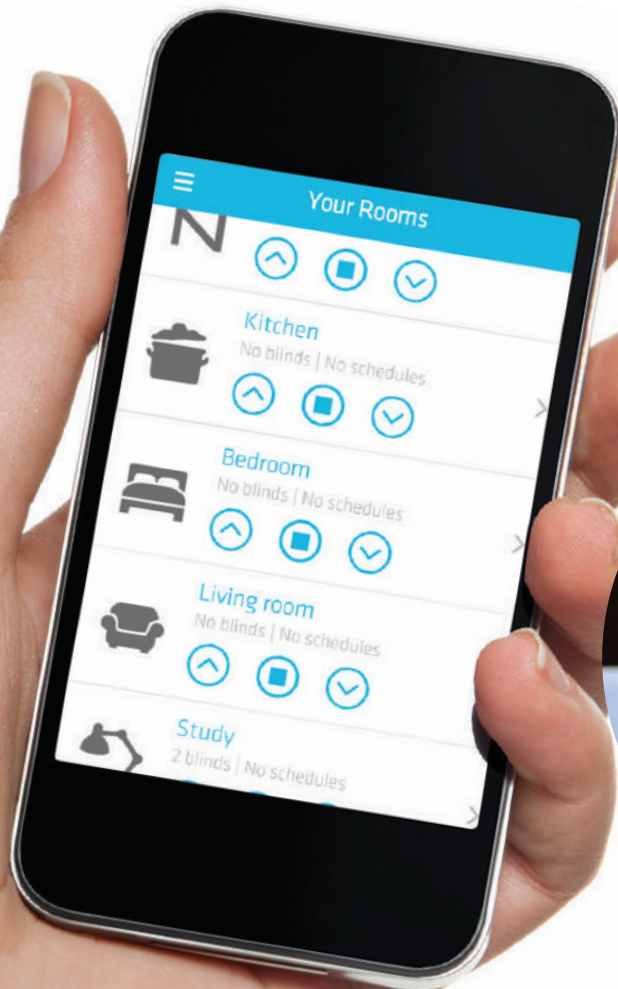 Your Rooms
Kitchen
No blinds | No schedules
Bedroom
No blinds | No schedules
Living room
No blinds | No schedules
Study
2 blinds | No schedules